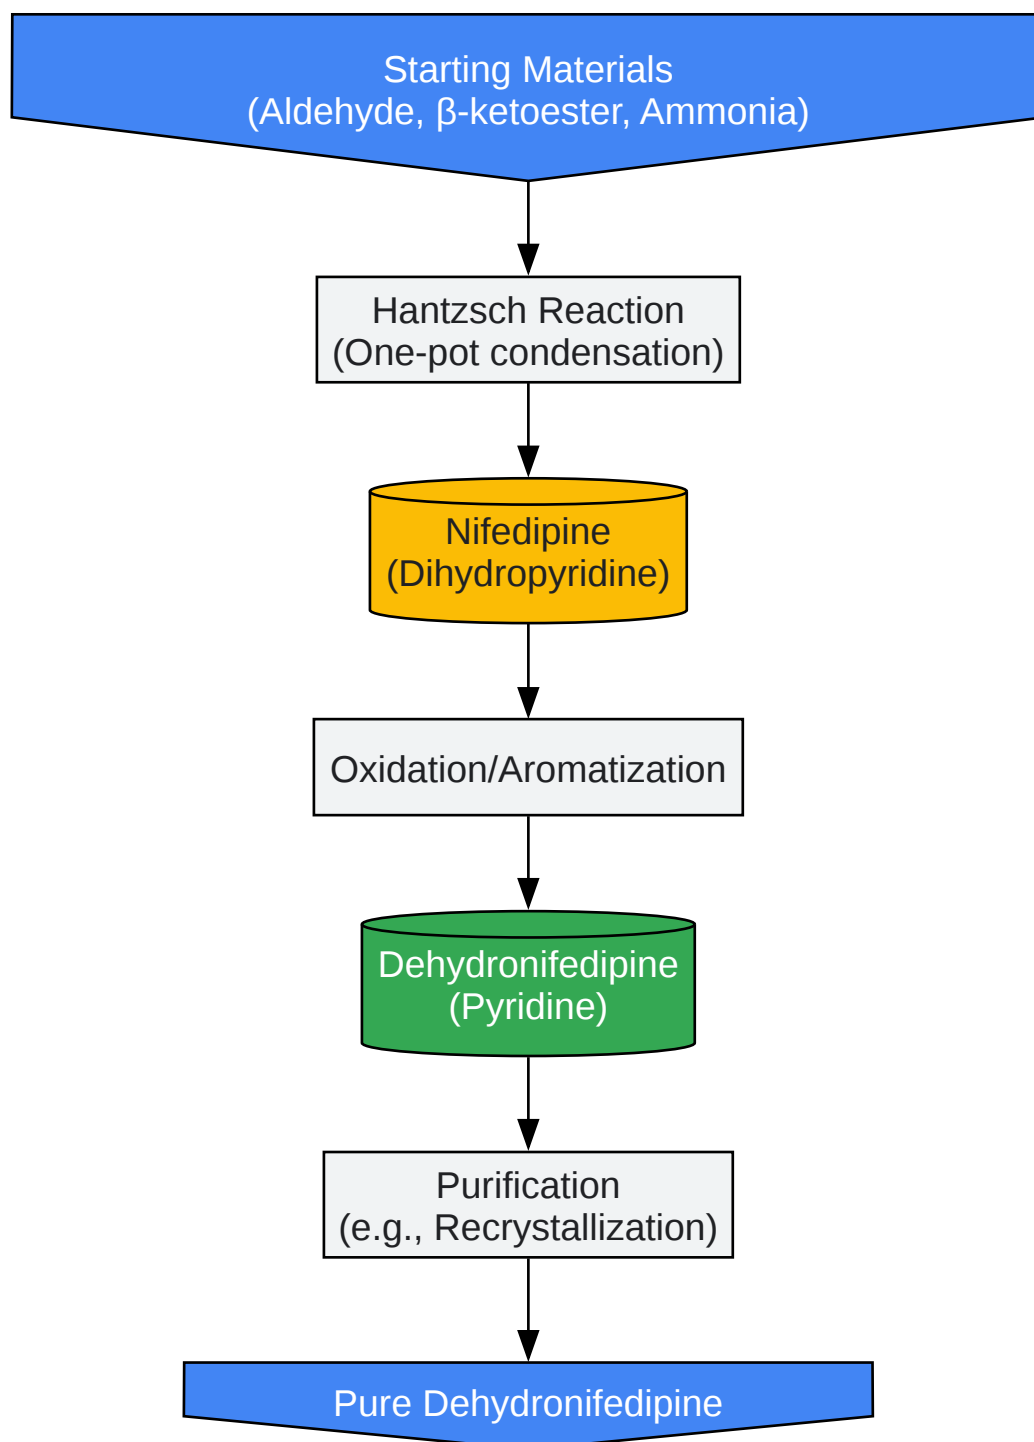 Starting Materials
(Aldehyde, β-ketoester, Ammonia)
Hantzsch Reaction
(One-pot condensation)
Nifedipine
(Dihydropyridine)
Oxidation/Aromatization
Dehydronifedipine
(Pyridine)
Purification
(e.g., Recrystallization)
Pure Dehydronifedipine